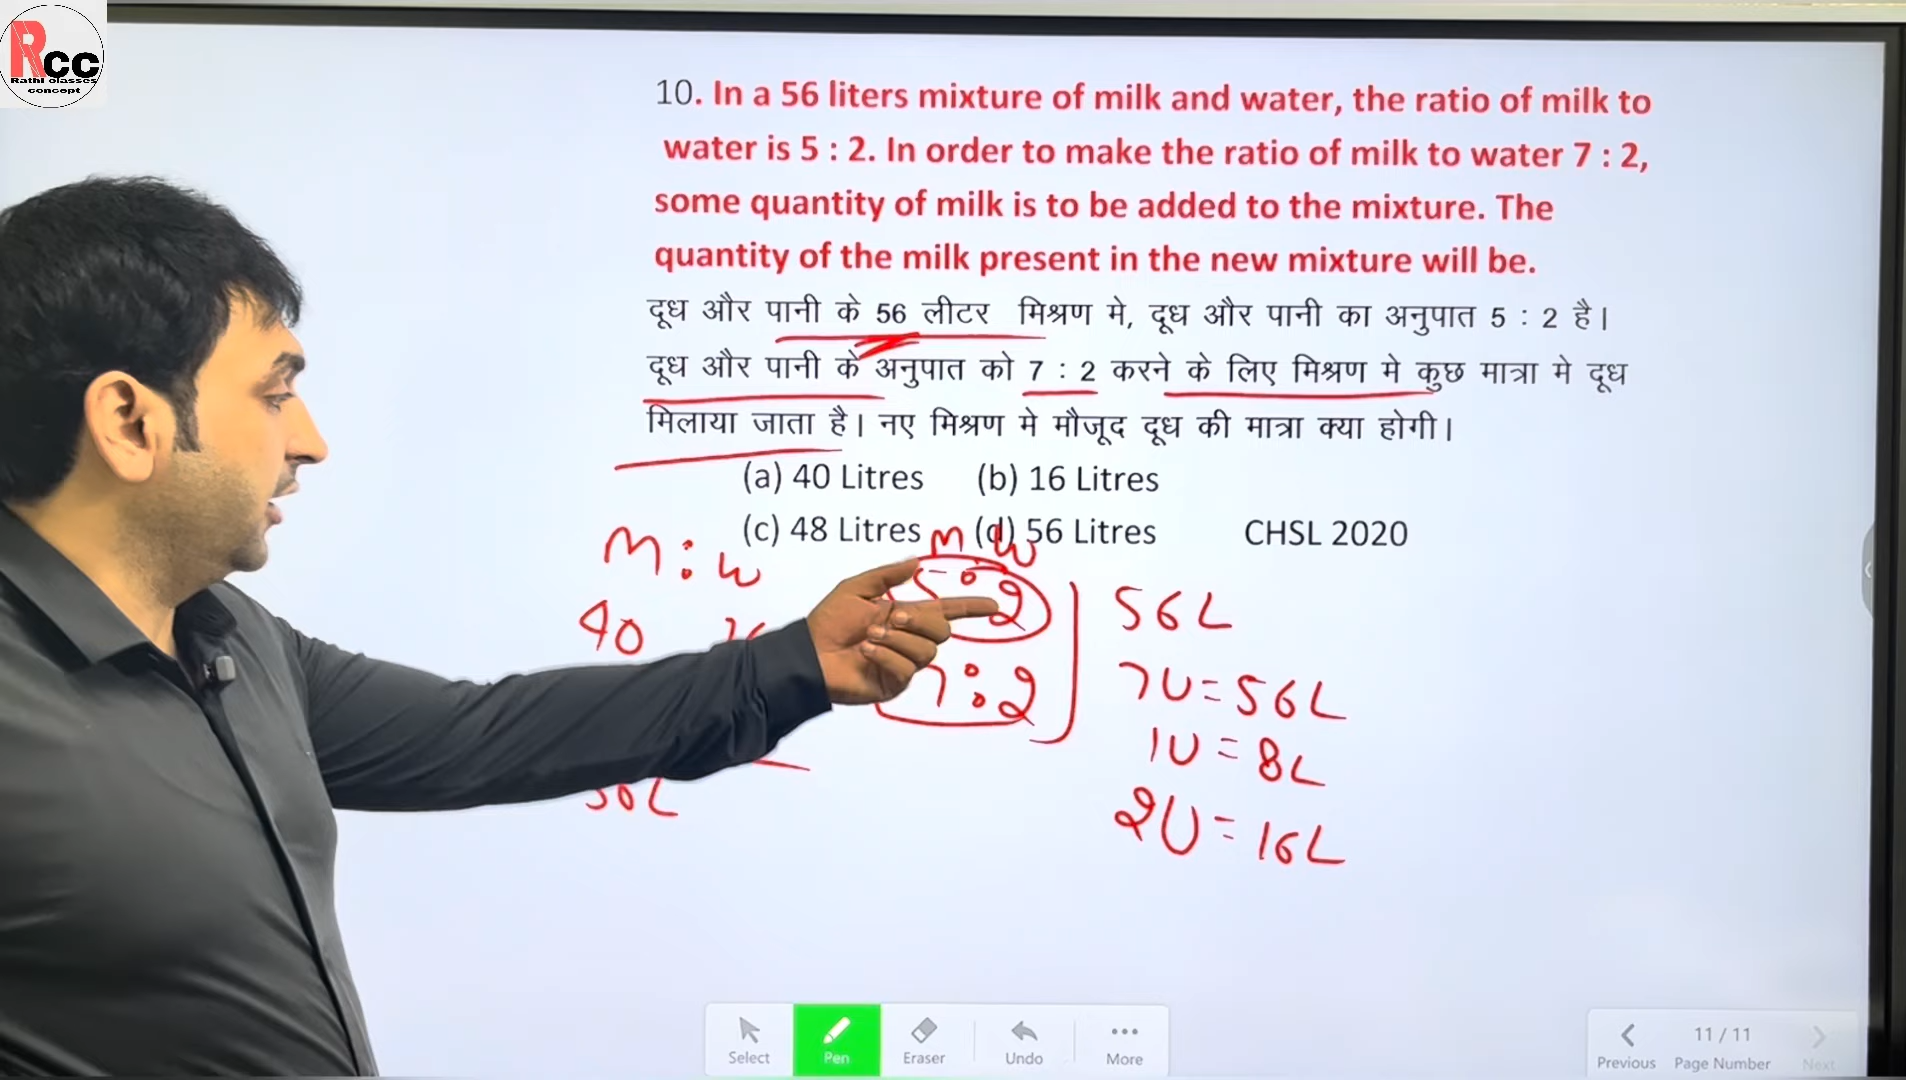 Rcc
Rathi classes
concept
10. In a 56 liters mixture of milk and water, the ratio of milk to
water is 5 : 2. In order to make the ratio of milk to water 7 : 2,
some quantity of milk is to be added to the mixture. The
quantity of the milk present in the new mixture will be.
दूध और पानी के 56 लीटर मिश्रण मे, दूध और पानी का अनुपात 5 : 2 है।
दूध और पानी के अनुपात को 7 : 2 करने के लिए मिश्रण मे कुछ मात्रा मे दूध
मिलाया जाता है। नए मिश्रण मे मौजूद दूध की मात्रा क्या होगी।
(a) 40 Litres (b) 16 Litres
(c) 48 Litres (d) 56 Litres CHSL 2020
M : W
M W
40
: 2
56L
7 : 2
7U = 56L
1U = 8L
2U = 16L
Select Pen Eraser Undo More
11 / 11
Previous Page Number Next